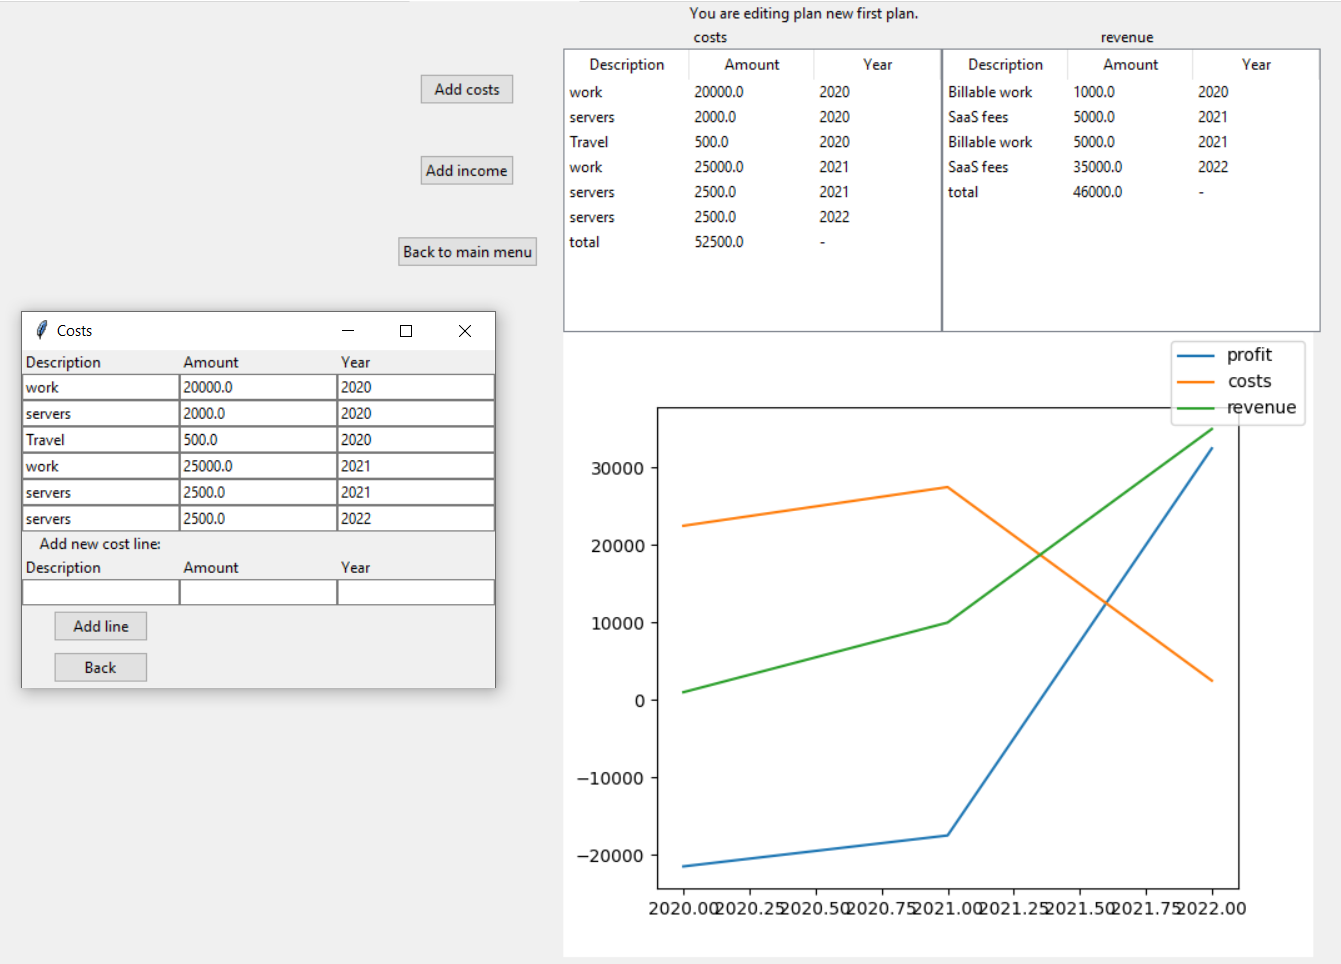 You are editing plan new first plan.
costs revenue
Description Amount Year Description Amount Year
work 20000.0 2020 Billable work 1000.0 2020
servers 2000.0 2020 SaaS fees 5000.0 2021
Travel 500.0 2020 Billable work 5000.0 2021
work 25000.0 2021 SaaS fees 35000.0 2022
servers 2500.0 2021 total 46000.0 -
servers 2500.0 2022
total 52500.0 -
Add costs
Add income
Back to main menu
Costs
Description Amount Year
work 20000.0 2020
servers 2000.0 2020
Travel 500.0 2020
work 25000.0 2021
servers 2500.0 2021
servers 2500.0 2022
Add new cost line:
Description Amount Year
Add line
Back
profit
costs
revenue
30000
20000
10000
0
−10000
−20000
2020.00 2020.25 2020.50 2020.75 2021.00 2021.25 2021.50 2021.75 2022.00